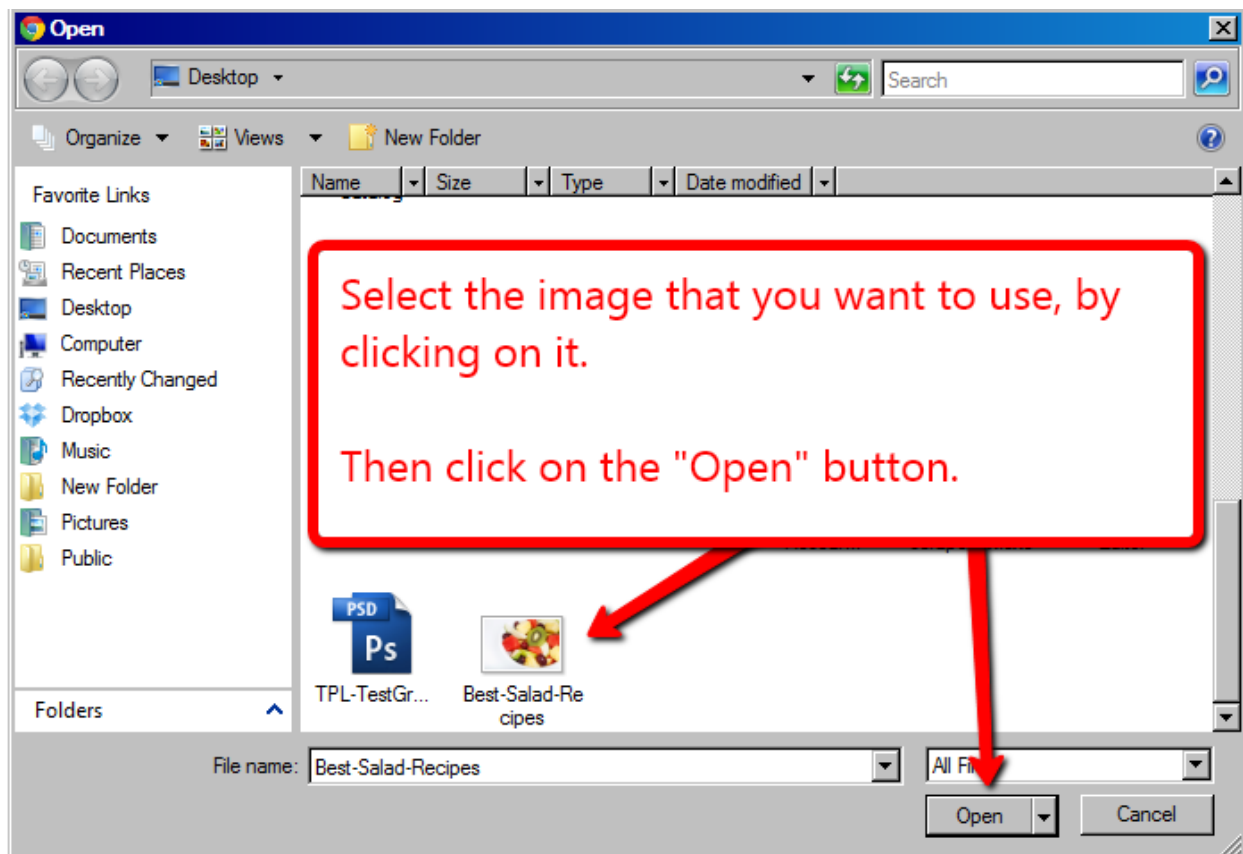 Open
Desktop
Search
Organize Views New Folder
Favorite Links
Name Size Type Date modified
Documents
Recent Places
Desktop
Computer
Recently Changed
Dropbox
Music
New Folder
Pictures
Public
Folders
Select the image that you want to use, by
clicking on it.
Then click on the "Open" button.
PSD
Ps
TPL-TestGr...
Best-Salad-Re
cipes
File name: Best-Salad-Recipes
All Fi
Open Cancel